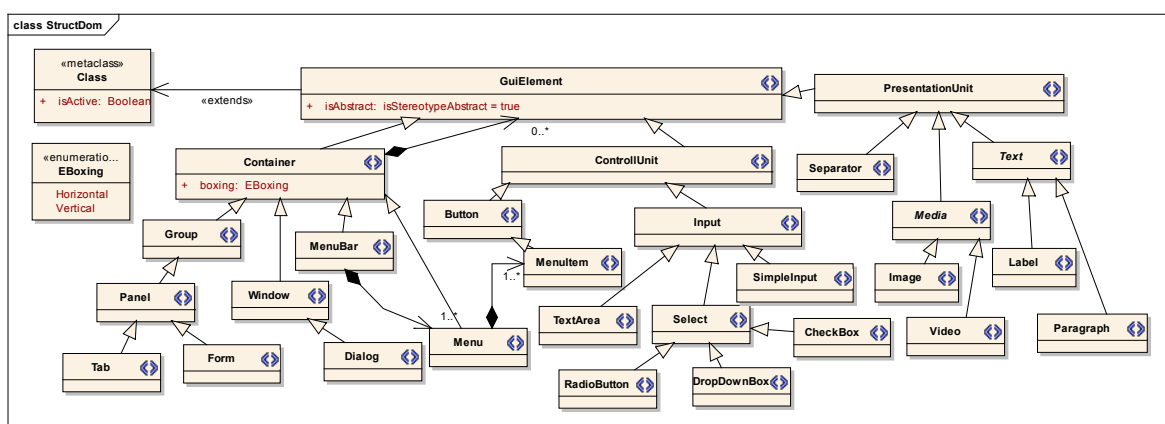 class StructDom
«metaclass»
Class
+ isActive: Boolean
«extends»
GuiElement
+ isAbstract: isStereotypeAbstract = true
PresentationUnit
0..*
«enumeratio...
EBoxing
Horizontal
Vertical
Container
+ boxing: EBoxing
ControllUnit
Separator
Text
Group
MenuBar
Button
Input
Media
MenuItem
1..*
SimpleInput
Image
Label
Panel
Window
1..*
Menu
TextArea
Select
CheckBox
Video
Paragraph
Tab
Form
Dialog
RadioButton
DropDownBox